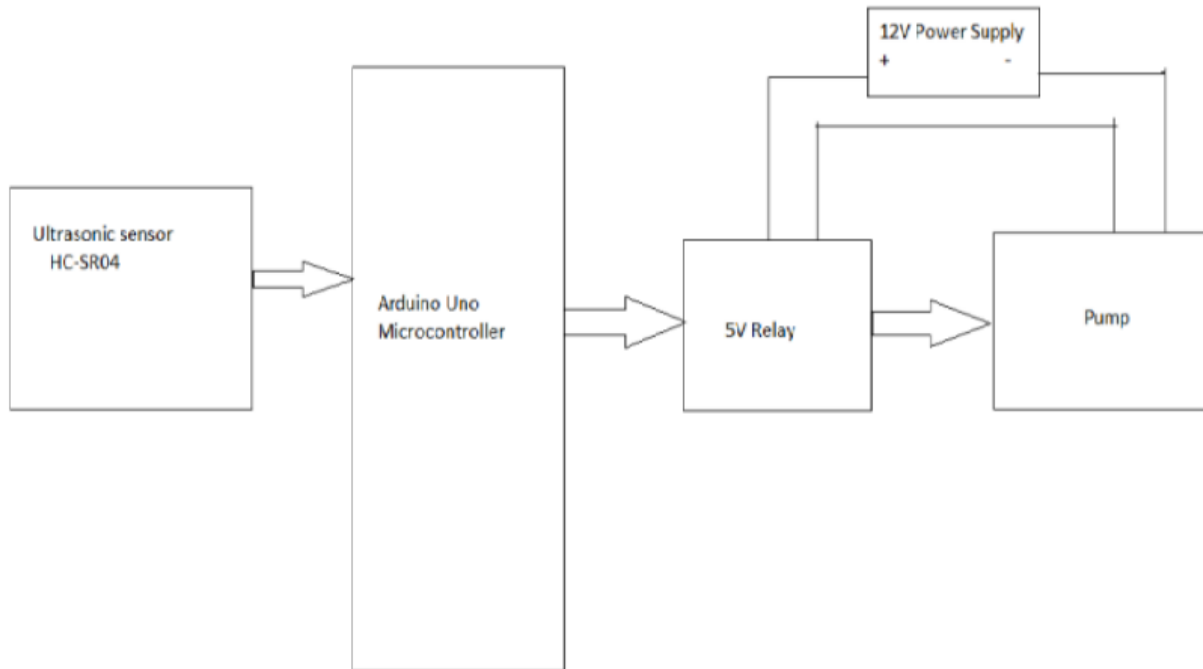 12V Power Supply
+ -
Ultrasonic sensor
HC-SR04
Arduino Uno
Microcontroller
5V Relay
Pump